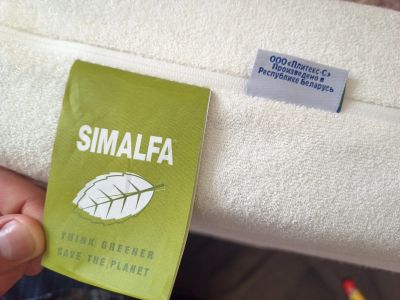 SIMALFA
THINK GREENER
SAVE THE PLANET
ООО «Плитекс-С»
Произведено в
Республике Беларусь